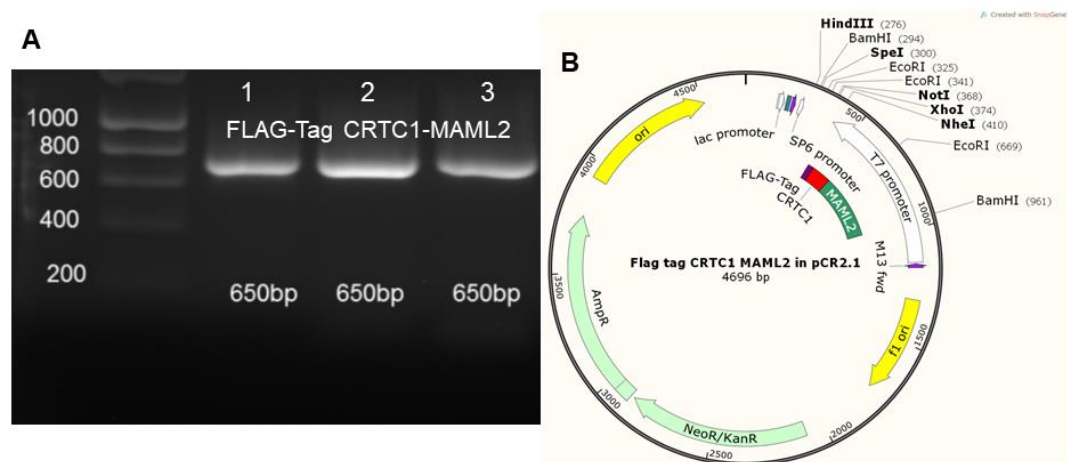 A
1 2 3
FLAG-Tag CRTC1-MAML2
1000
800
600
400
200
650bp 650bp 650bp
Created with SnapGene
B
HindIII (276)
BamHI (294)
SpeI (300)
EcoRI (325)
EcoRI (341)
NotI (368)
XhoI (374)
NheI (410)
EcoRI (669)
BamHI (961)
4500
500
1000
1500
2000
2500
3000
3500
4000
ori
lac promoter
SP6 promoter
T7 promoter
FLAG-Tag
CRTC1
MAML2
M13 fwd
Flag tag CRTC1 MAML2 in pCR2.1
4696 bp
f1 ori
AmpR
NeoR/KanR